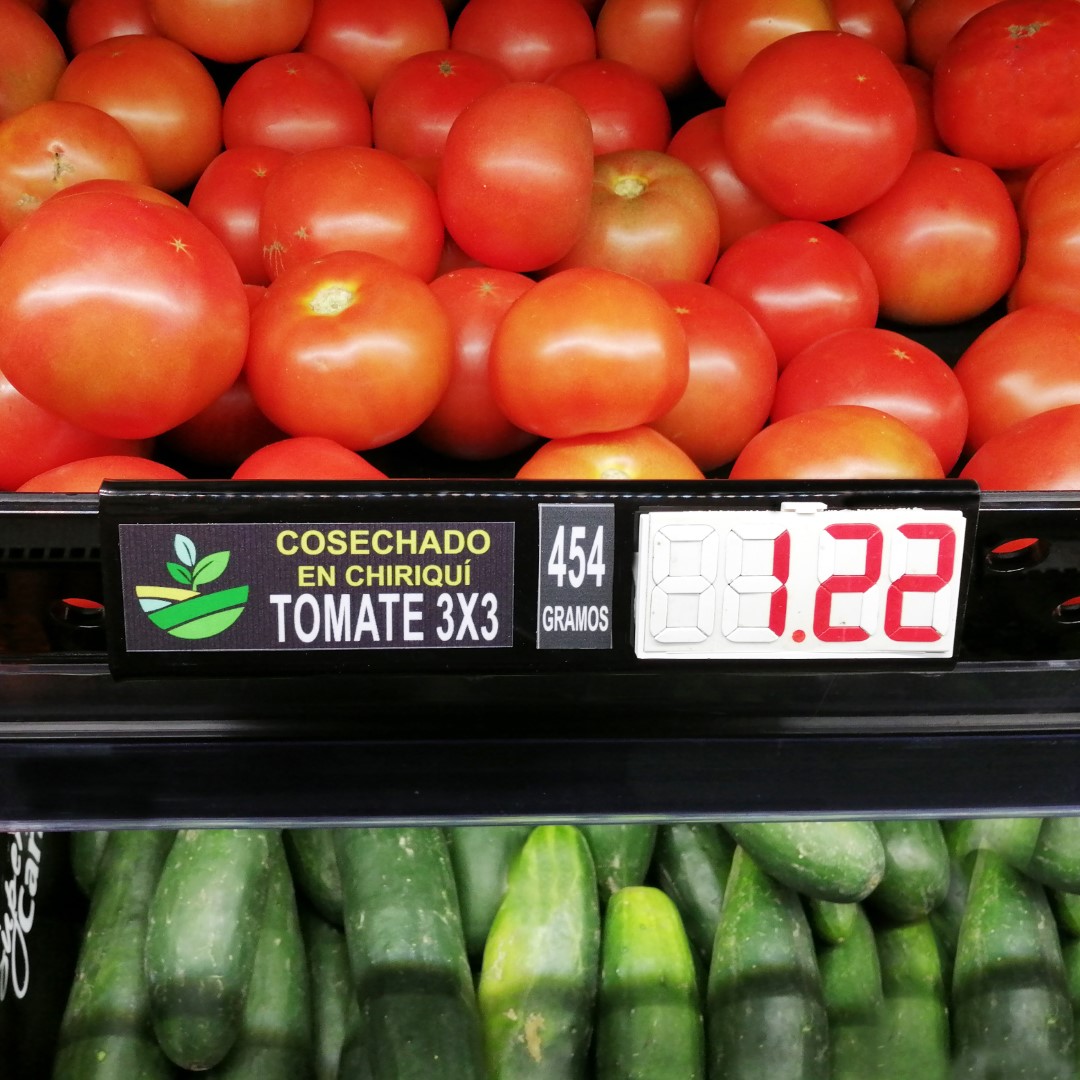 COSECHADO
EN CHIRIQUÍ
TOMATE 3X3
454
GRAMOS
1.22